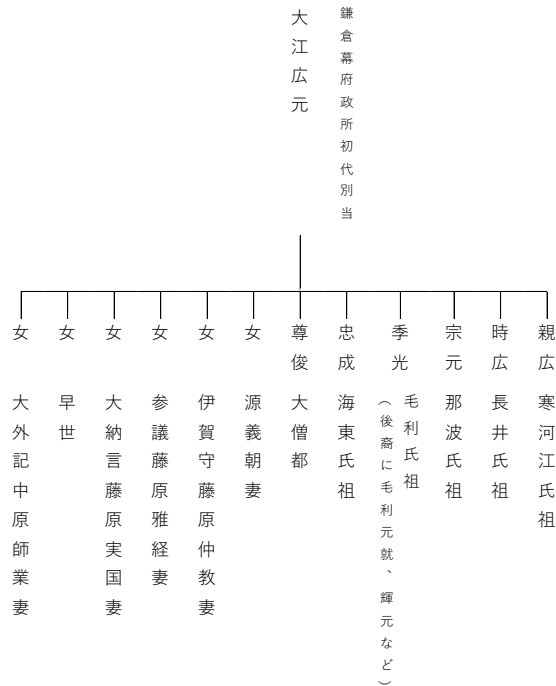 鎌倉幕府政所初代別当
大江広元
親広 寒河江氏祖
時広 長井氏祖
宗元 那波氏祖
季光 毛利氏祖
（後裔に毛利元就、輝元など）
忠成 海東氏祖
尊俊 大僧都
女 源義朝妻
女 伊賀守藤原仲教妻
女 参議藤原雅経妻
女 大納言藤原実国妻
女 早世
女 大外記中原師業妻